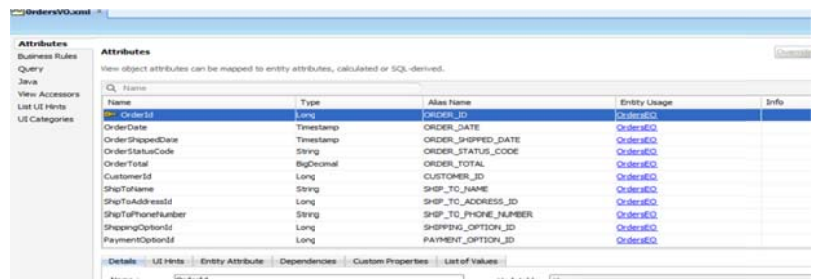 OrdersVO.xml
Attributes
Business Rules
Query
Java
View Accessors
List UI Hints
UI Categories
Attributes
View object attributes can be mapped to entity attributes, calculated or SQL-derived.
Name
Name Type Alias Name Entity Usage Info
OrderId Long ORDER_ID OrdersEO
OrderDate Timestamp ORDER_DATE OrdersEO
OrderShippedDate Timestamp ORDER_SHIPPED_DATE OrdersEO
OrderStatusCode String ORDER_STATUS_CODE OrdersEO
OrderTotal BigDecimal ORDER_TOTAL OrdersEO
CustomerId Long CUSTOMER_ID OrdersEO
ShipToName String SHIP_TO_NAME OrdersEO
ShipToAddressId Long SHIP_TO_ADDRESS_ID OrdersEO
ShipToPhoneNumber String SHIP_TO_PHONE_NUMBER OrdersEO
ShippingOptionId Long SHIPPING_OPTION_ID OrdersEO
PaymentOptionId Long PAYMENT_OPTION_ID OrdersEO
Details UI Hints Entity Attribute Dependencies Custom Properties List of Values